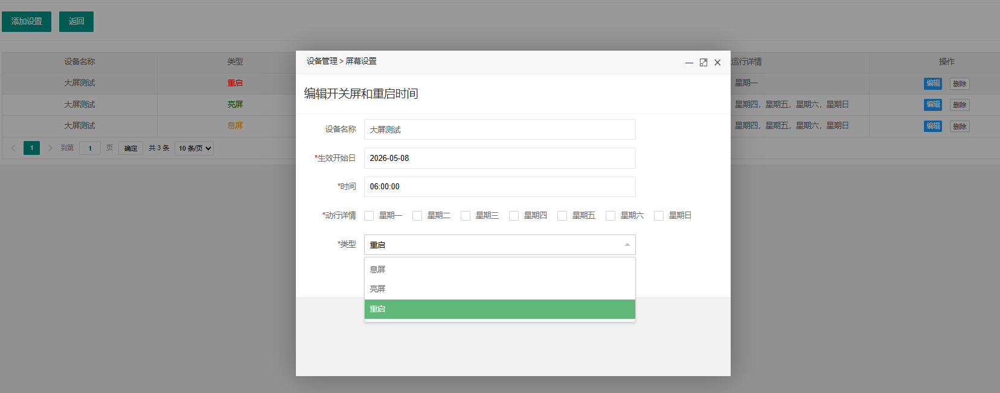 添加设置 返回
设备名称 类型 运行详情 操作
大屏测试 重启 星期一 编辑 删除
大屏测试 亮屏 星期四，星期五，星期六，星期日 编辑 删除
大屏测试 息屏 星期四，星期五，星期六，星期日 编辑 删除
1 到第 1 页 确定 共 3 条 10 条/页
设备管理 > 屏幕设置
编辑开关屏和重启时间
设备名称 大屏测试
*生效开始日 2026-05-08
*时间 06:00:00
*动行详情 星期一 星期二 星期三 星期四 星期五 星期六 星期日
*类型 重启
息屏
亮屏
重启